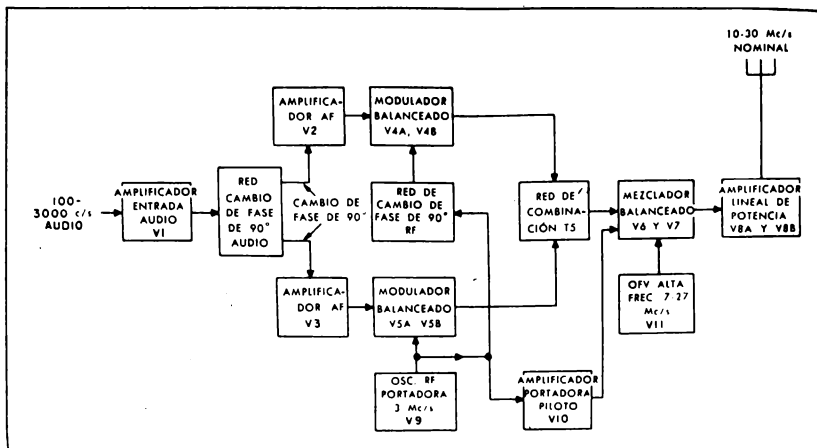 10-30 Mc/s
NOMINAL
AMPLIFICA-
DOR AF
V2
MODULADOR
BALANCEADO
V4A, V4B
100-
3000 c/s
AUDIO
AMPLIFICADOR
ENTRADA
AUDIO
V1
RED
CAMBIO
DE FASE
DE 90°
AUDIO
CAMBIO DE
FASE DE 90°
RED DE
CAMBIO DE
FASE DE 90°
RF
RED DE
COMBINA-
CIÓN T5
MEZCLADOR
BALANCEADO
V6 Y V7
AMPLIFICADOR
LINEAL DE
POTENCIA
V8A Y V8B
AMPLIFICA-
DOR AF
V3
MODULADOR
BALANCEADO
V5A V5B
OFV ALTA
FREC 7-27
Mc/s
V11
OSC. RF
PORTADORA
3 Mc/s
V9
AMPLIFICADOR
PORTADORA
PILOTO
V10